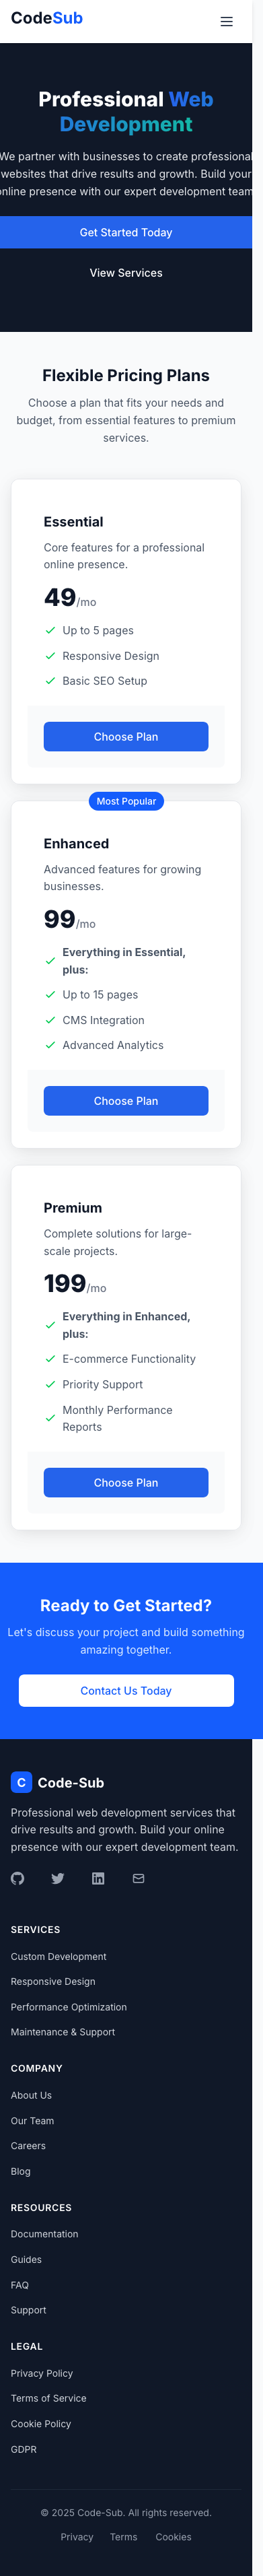 CodeSub
Professional Web
Development
We partner with businesses to create professional
websites that drive results and growth. Build your
online presence with our expert development team.
Get Started Today
View Services
Flexible Pricing Plans
Choose a plan that fits your needs and
budget, from essential features to premium
services.
Essential
Core features for a professional
online presence.
49/mo
Up to 5 pages
Responsive Design
Basic SEO Setup
Choose Plan
Most Popular
Enhanced
Advanced features for growing
businesses.
99/mo
Everything in Essential,
plus:
Up to 15 pages
CMS Integration
Advanced Analytics
Choose Plan
Premium
Complete solutions for large-
scale projects.
199/mo
Everything in Enhanced,
plus:
E-commerce Functionality
Priority Support
Monthly Performance
Reports
Choose Plan
Ready to Get Started?
Let's discuss your project and build something
amazing together.
Contact Us Today
C Code-Sub
Professional web development services that
drive results and growth. Build your online
presence with our expert development team.
SERVICES
Custom Development
Responsive Design
Performance Optimization
Maintenance & Support
COMPANY
About Us
Our Team
Careers
Blog
RESOURCES
Documentation
Guides
FAQ
Support
LEGAL
Privacy Policy
Terms of Service
Cookie Policy
GDPR
© 2025 Code-Sub. All rights reserved.
Privacy Terms Cookies